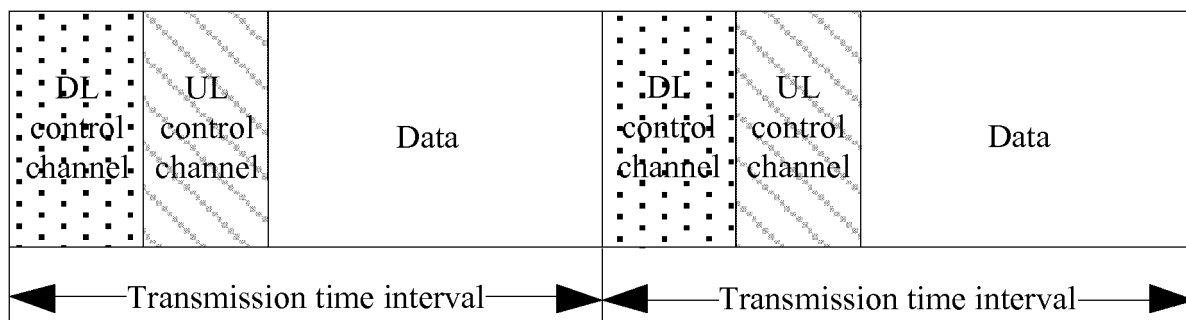 DL
control
channel
UL
control
channel
Data
DL
control
channel
UL
control
channel
Data
Transmission time interval
Transmission time interval